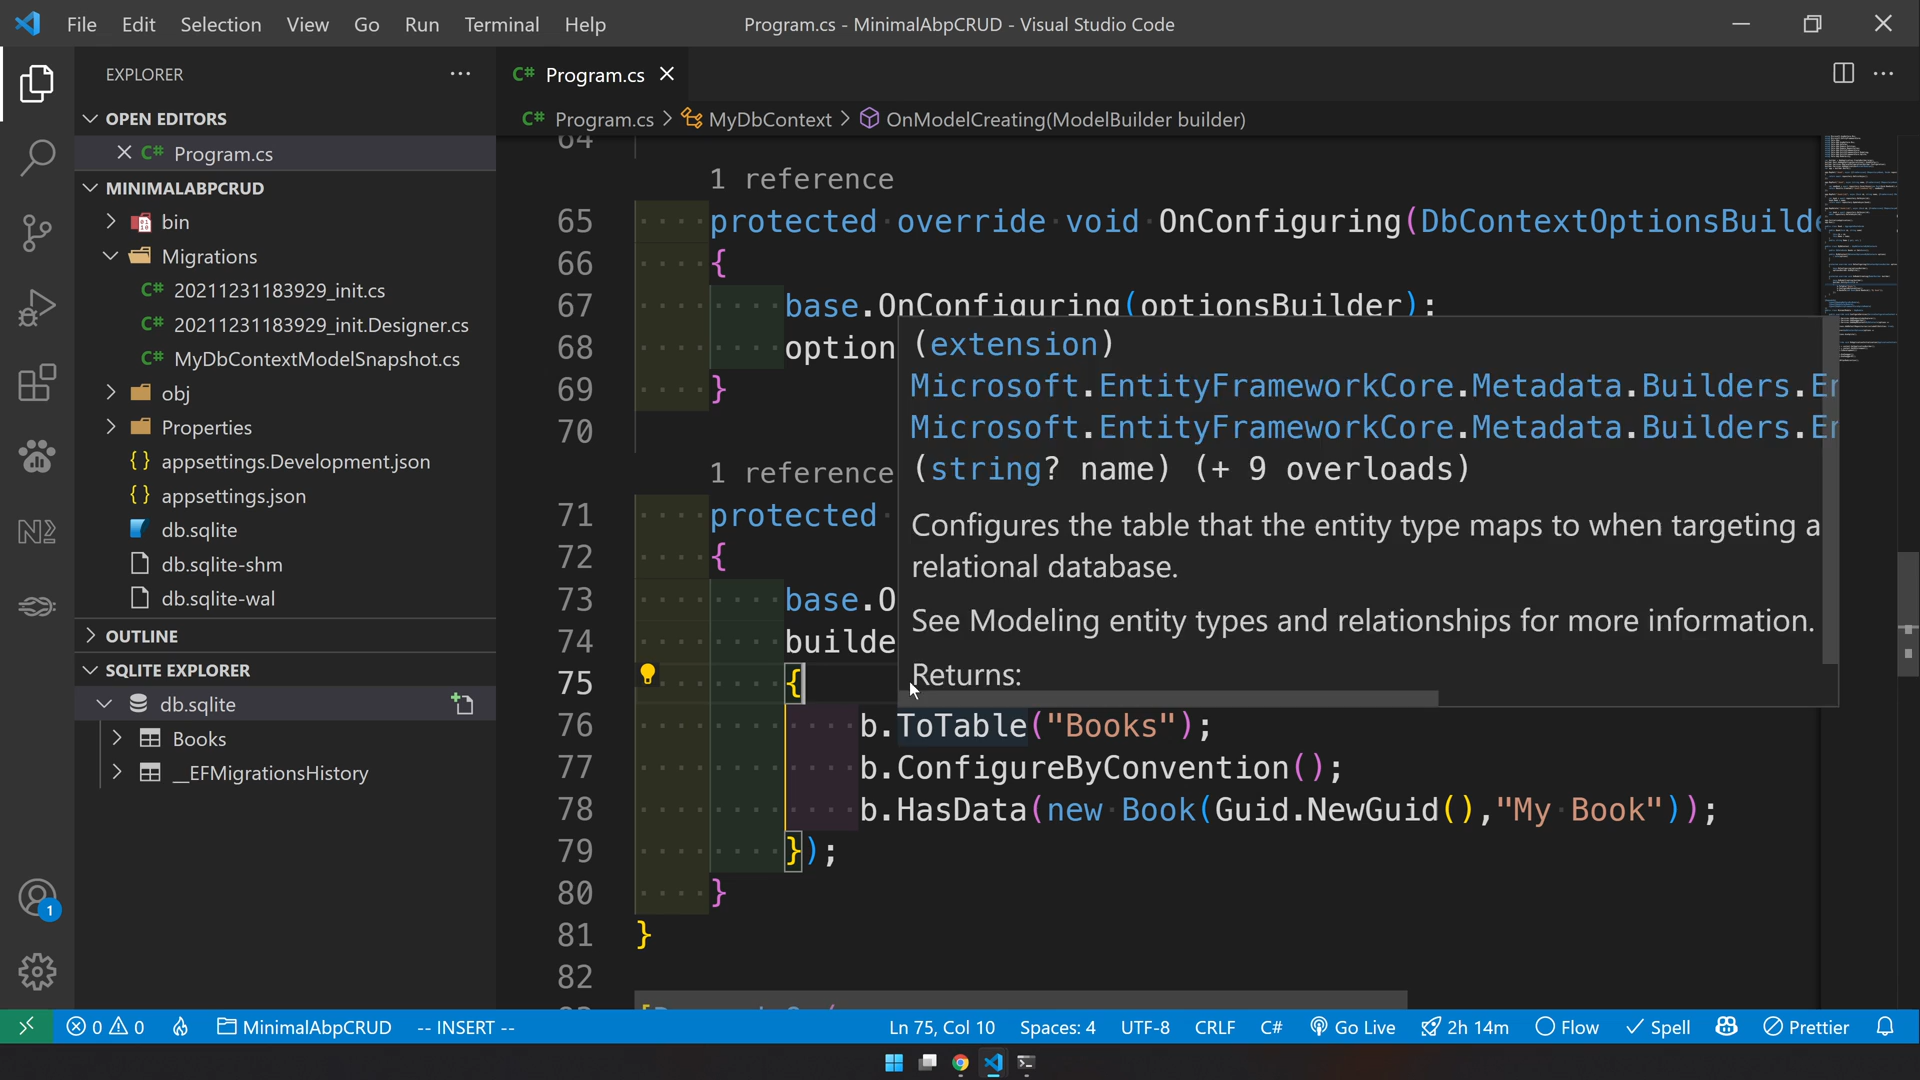 File Edit Selection View Go Run Terminal Help
Program.cs - MinimalAbpCRUD - Visual Studio Code
EXPLORER
OPEN EDITORS
C# Program.cs
MINIMALABPCRUD
bin
Migrations
C# 20211231183929_init.cs
C# 20211231183929_init.Designer.cs
C# MyDbContextModelSnapshot.cs
obj
Properties
{ } appsettings.Development.json
{ } appsettings.json
db.sqlite
db.sqlite-shm
db.sqlite-wal
OUTLINE
SQLITE EXPLORER
db.sqlite
Books
__EFMigrationsHistory
1
C# Program.cs
C# Program.cs > MyDbContext > OnModelCreating(ModelBuilder builder)
64
1 reference
65 protected override void OnConfiguring(DbContextOptionsBuilde
66 {
67 base.OnConfiguring(optionsBuilder);
68 option
69 }
70
1 reference
71 protected
72 {
73 base.O
74 builde
75 {
76 b.ToTable("Books");
77 b.ConfigureByConvention();
78 b.HasData(new Book(Guid.NewGuid(),"My Book"));
79 });
80 }
81 }
82
(extension)
Microsoft.EntityFrameworkCore.Metadata.Builders.En
Microsoft.EntityFrameworkCore.Metadata.Builders.En
(string? name) (+ 9 overloads)
Configures the table that the entity type maps to when targeting a
relational database.
See Modeling entity types and relationships for more information.
Returns:
0 0 MinimalAbpCRUD -- INSERT -- Ln 75, Col 10 Spaces: 4 UTF-8 CRLF C# Go Live 2h 14m Flow Spell Prettier